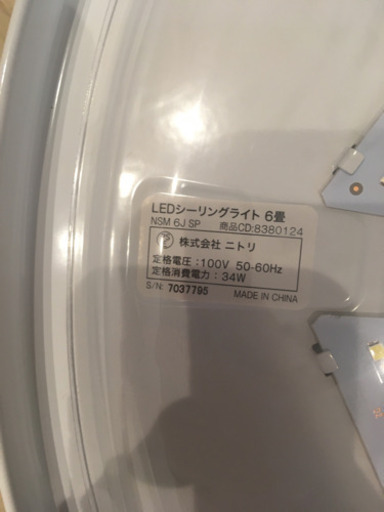 LEDシーリングライト 6畳
NSM 6J SP 商品CD:8380124
株式会社 ニトリ
定格電圧:100V 50-60Hz
定格消費電力:34W
S/N: 7037795 MADE IN CHINA